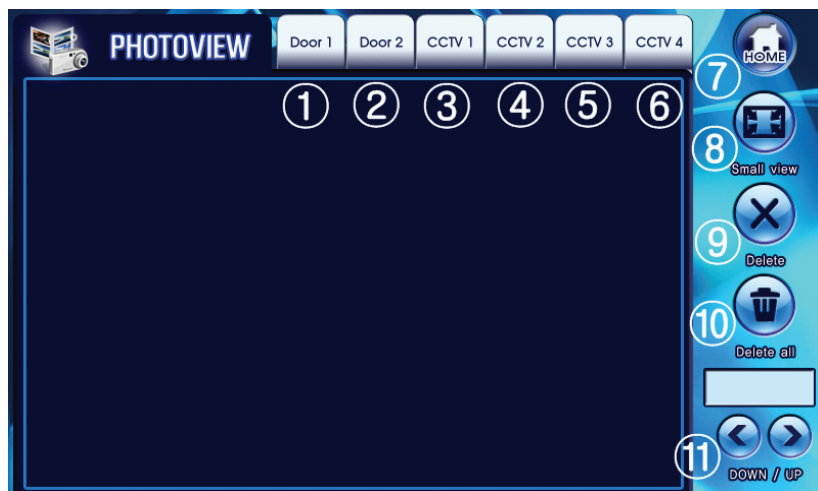 PHOTOVIEW
Door 1 Door 2 CCTV 1 CCTV 2 CCTV 3 CCTV 4
HOME
① ② ③ ④ ⑤ ⑥ ⑦
⑧
Small view
⑨
Delete
⑩
Delete all
⑪
DOWN / UP